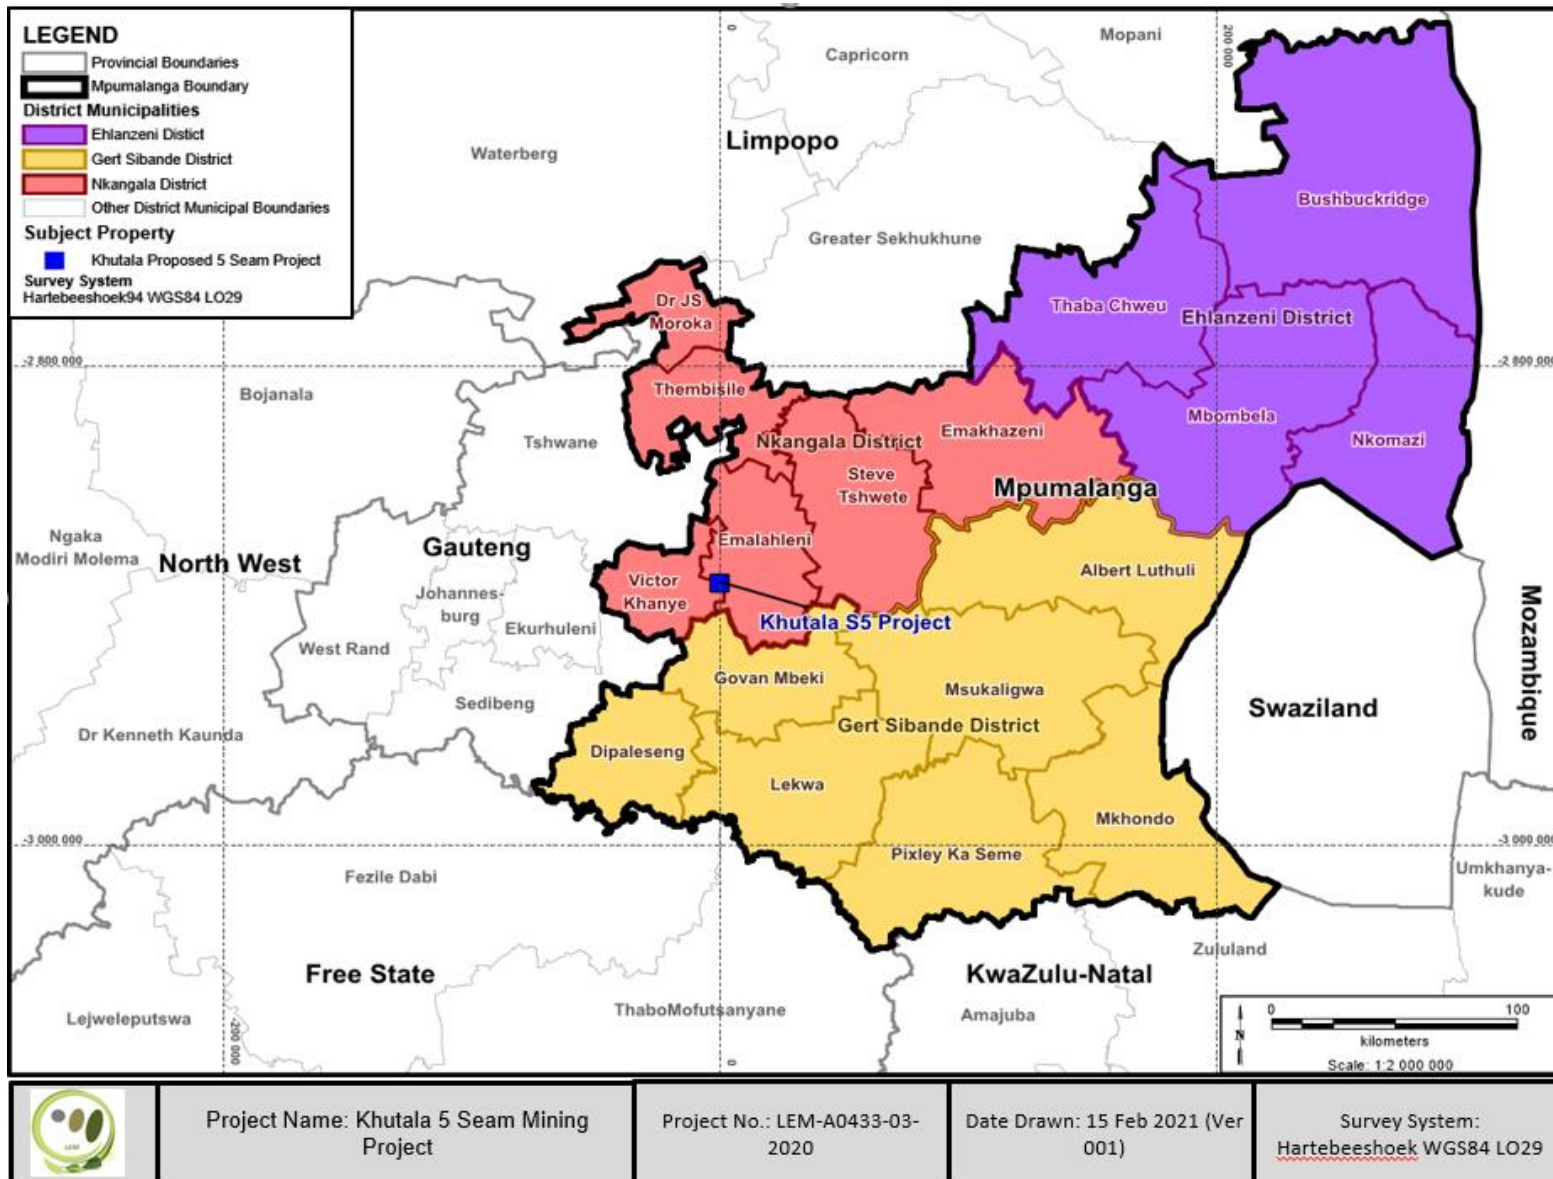 LEGEND
Provincial Boundaries
Mpumalanga Boundary
District Municipalities
Ehlanzeni Distict
Gert Sibande District
Nkangala District
Other District Municipal Boundaries
Subject Property
Khutala Proposed 5 Seam Project
Survey System
Hartebeeshoek94 WGS84 LO29
0
200 000
Mopani
Capricorn
Limpopo
Waterberg
Bushbuckridge
Greater Sekhukhune
Dr JS
Moroka
Thaba Chweu
Ehlanzeni District
-2 800 000
-2 800 000
Thembisile
Bojanala
Mbombela
Emakhazeni
Nkomazi
Tshwane
Nkangala District
Steve
Tshwete
Mpumalanga
Ngaka
Modiri Molema
North West
Gauteng
Emalahleni
Albert Luthuli
Victor
Khanye
Johannes-
burg
Khutala S5 Project
Ekurhuleni
West Rand
Mozambique
Govan Mbeki
Msukaligwa
Sedibeng
Swaziland
Dr Kenneth Kaunda
Gert Sibande District
Dipaleseng
Lekwa
Mkhondo
-3 000 000
-3 000 000
Pixley Ka Seme
Fezile Dabi
Umkhanya-
kude
Zululand
Free State
KwaZulu-Natal
Lejweleputswa
ThaboMofutsanyane
Amajuba
-200 000
0
N
0 100
kilometers
Scale: 1:2 000 000
LEM
Project Name: Khutala 5 Seam Mining
Project
Project No.: LEM-A0433-03-
2020
Date Drawn: 15 Feb 2021 (Ver
001)
Survey System:
Hartebeeshoek WGS84 LO29